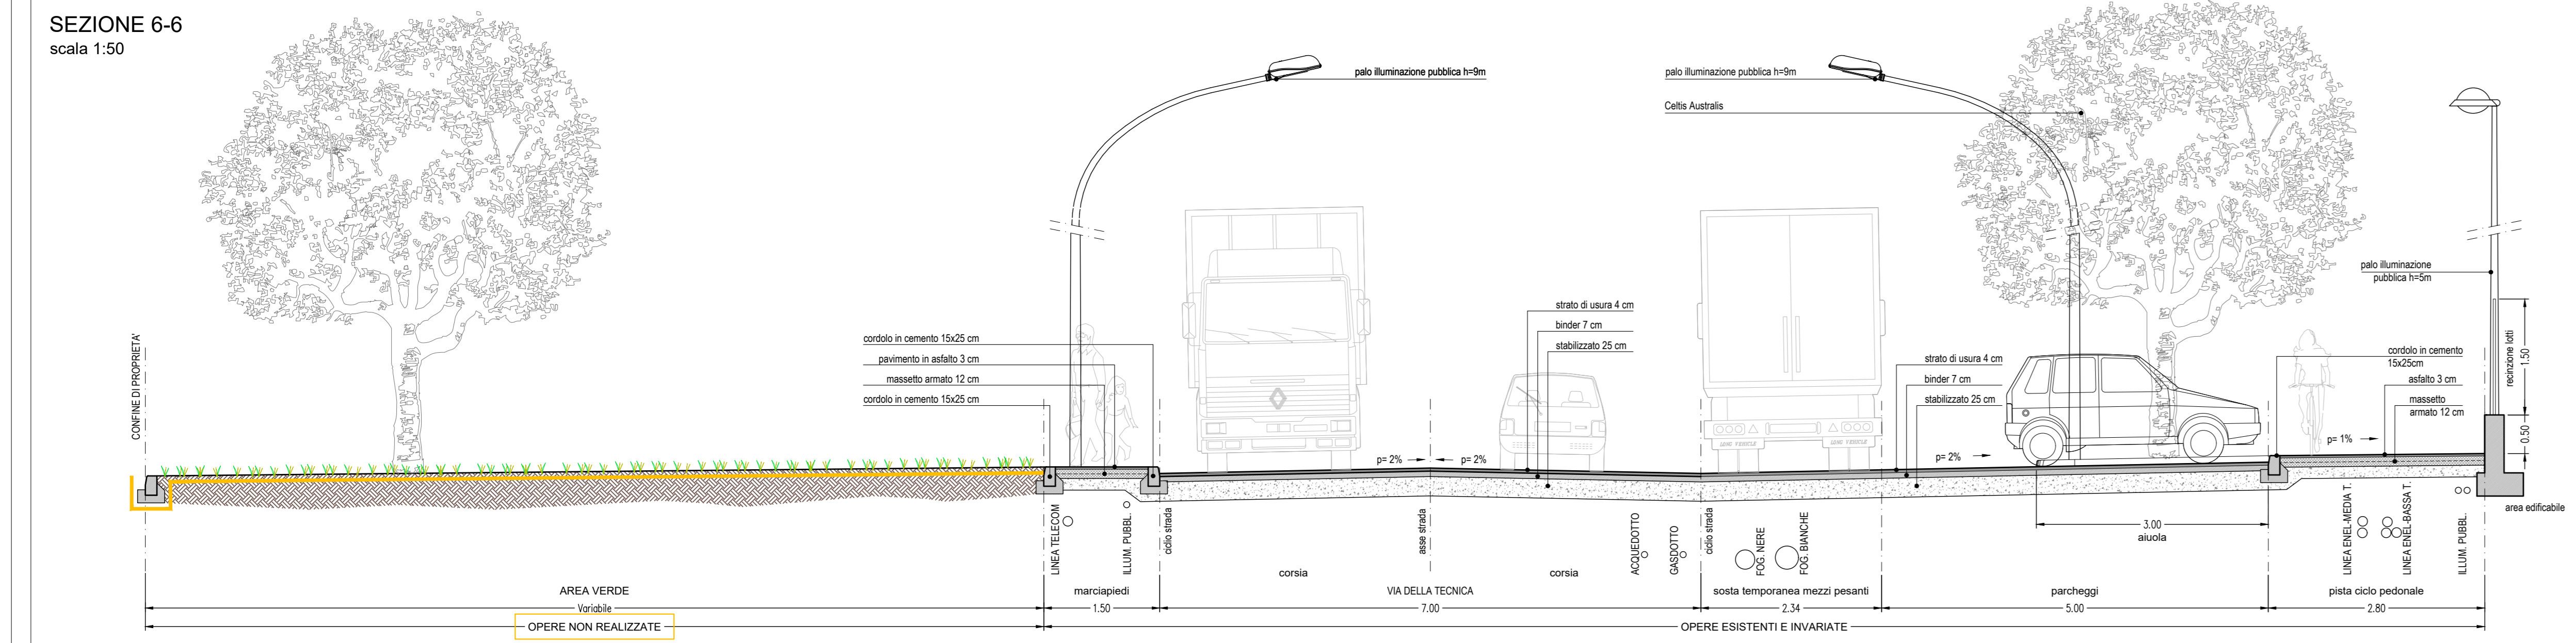 SEZIONE 6-6
scala 1:50
palo illuminazione pubblica h=9m
palo illuminazione pubblica h=9m
Celtis Australis
palo illuminazione
pubblica h=5m
CONFINE DI PROPRIETA'
cordolo in cemento 15x25 cm
pavimento in asfalto 3 cm
massetto armato 12 cm
cordolo in cemento 15x25 cm
strato di usura 4 cm
binder 7 cm
stabilizzato 25 cm
strato di usura 4 cm
binder 7 cm
stabilizzato 25 cm
cordolo in cemento
15x25cm
asfalto 3 cm
massetto
armato 12 cm
recinzione lotti
1.50
0.50
LONG VEHICLE
LONG VEHICLE
p= 2%
p= 2%
p= 2%
p= 1%
LINEA TELECOM
ILLUM. PUBBL.
ciclio strada
asse strada
ACQUEDOTTO
GASDOTTO
ciclio strada
FOG. NERE
FOG. BIANCHE
3.00
aiuola
LINEA ENEL-MEDIA T.
LINEA ENEL-BASSA T.
ILLUM. PUBBL.
area edificabile
corsia
corsia
AREA VERDE
marciapiedi
VIA DELLA TECNICA
sosta temporanea mezzi pesanti
parcheggi
pista ciclo pedonale
Variabile
1.50
7.00
2.34
5.00
2.80
OPERE NON REALIZZATE
OPERE ESISTENTI E INVARIATE